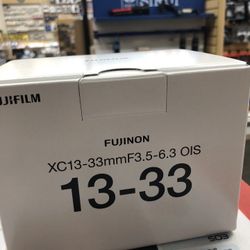 FUJIFILM
FUJINON
XC13-33mmF3.5-6.3 OIS
13-33